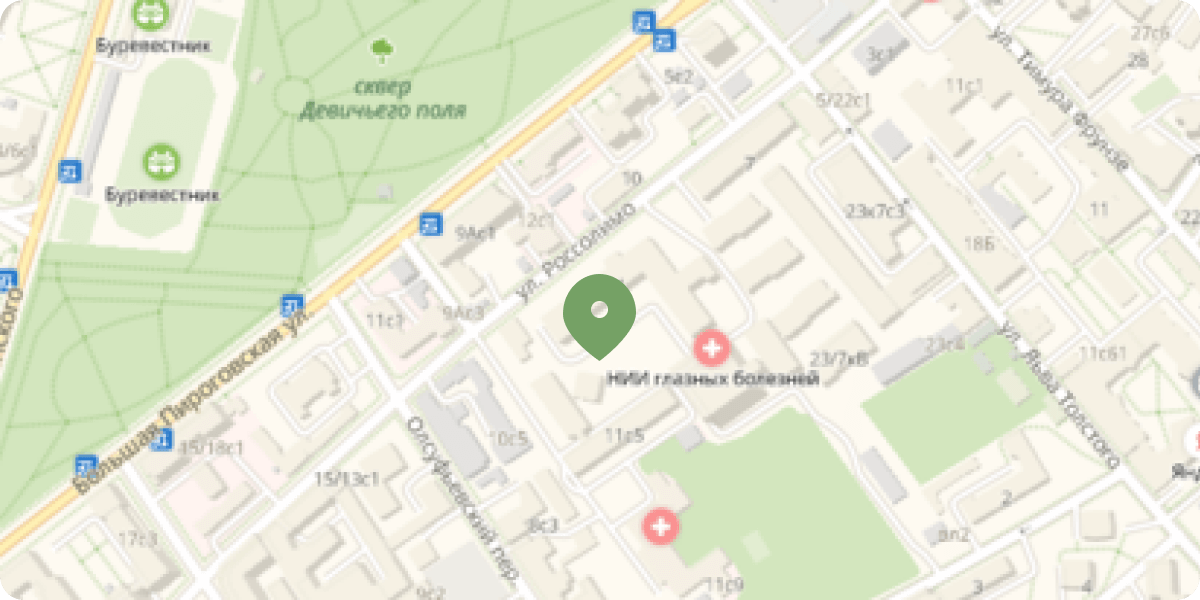 Буревестник
сквер
Девичьего поля
Буревестник
5с2
3с1
27с6
28
11с1
5/22с1
ул. Тимура Фрунзе
7
10
12с1
9Ас1
23к7с3
11
18Б
ул. Россолимо
11с1
9Ас3
Большая Пироговская ул.
НИИ глазных болезней
23/7кВ
23с4
11с61
ул. Льва Толстого
Олсуфьевский пер.
10с5
11с5
15/18с1
15/13с1
17с3
8с3
2
вл2
11с9
9с2
3
4